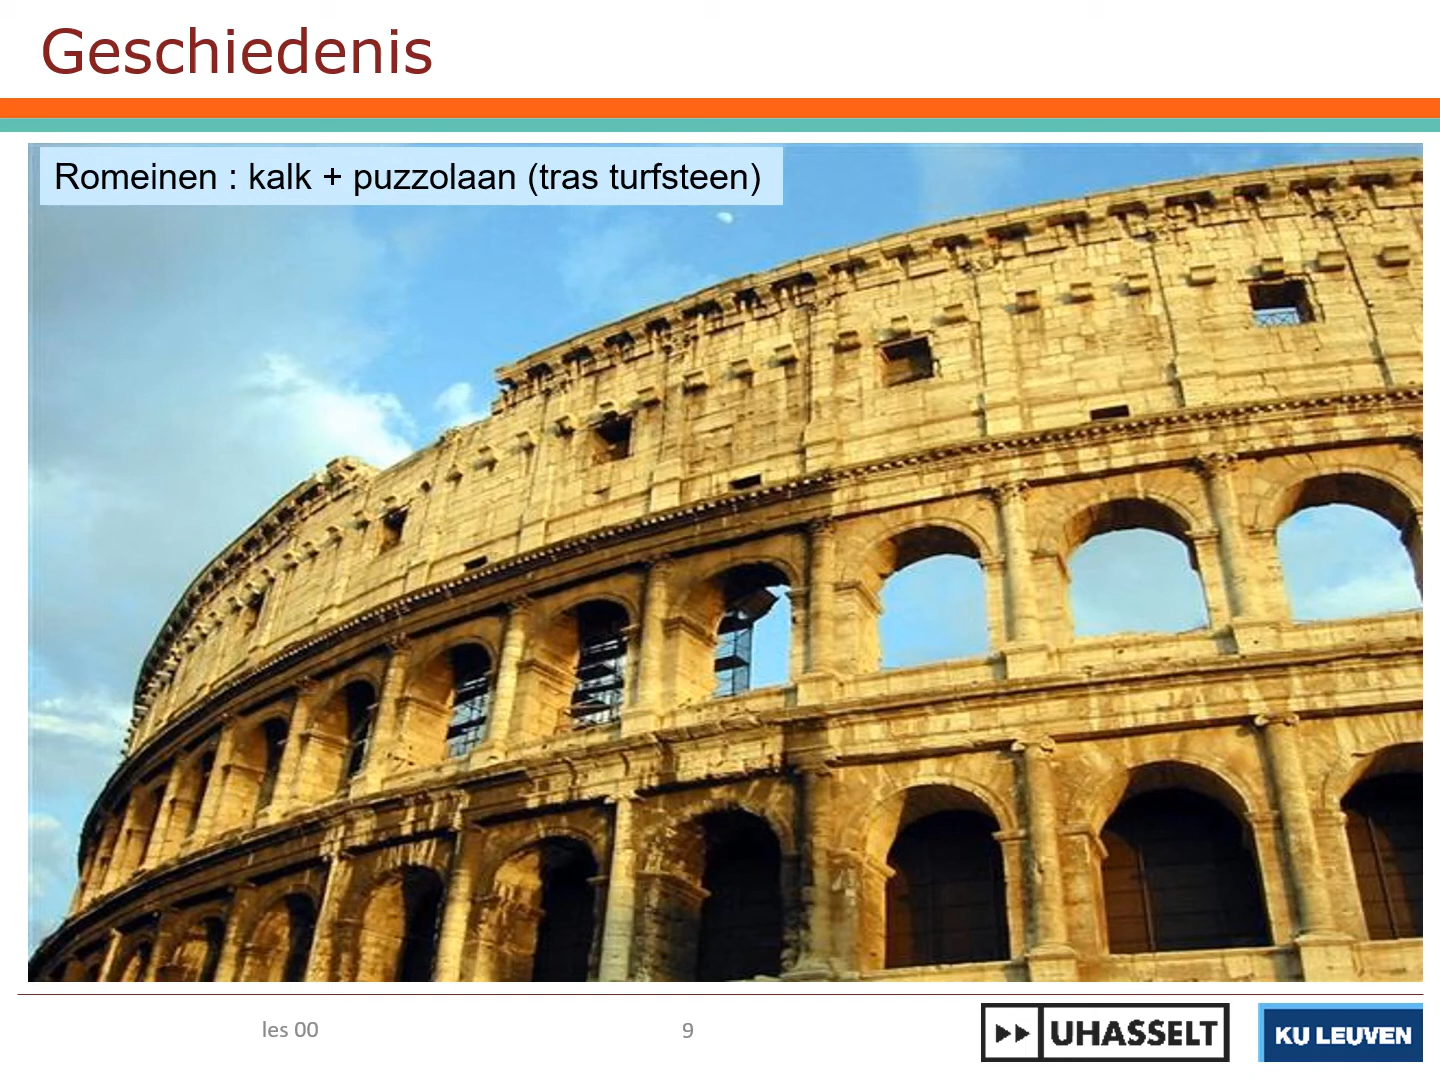 Geschiedenis
Romeinen : kalk + puzzolaan (tras turfsteen)
les 00
9
UHASSELT
KU LEUVEN